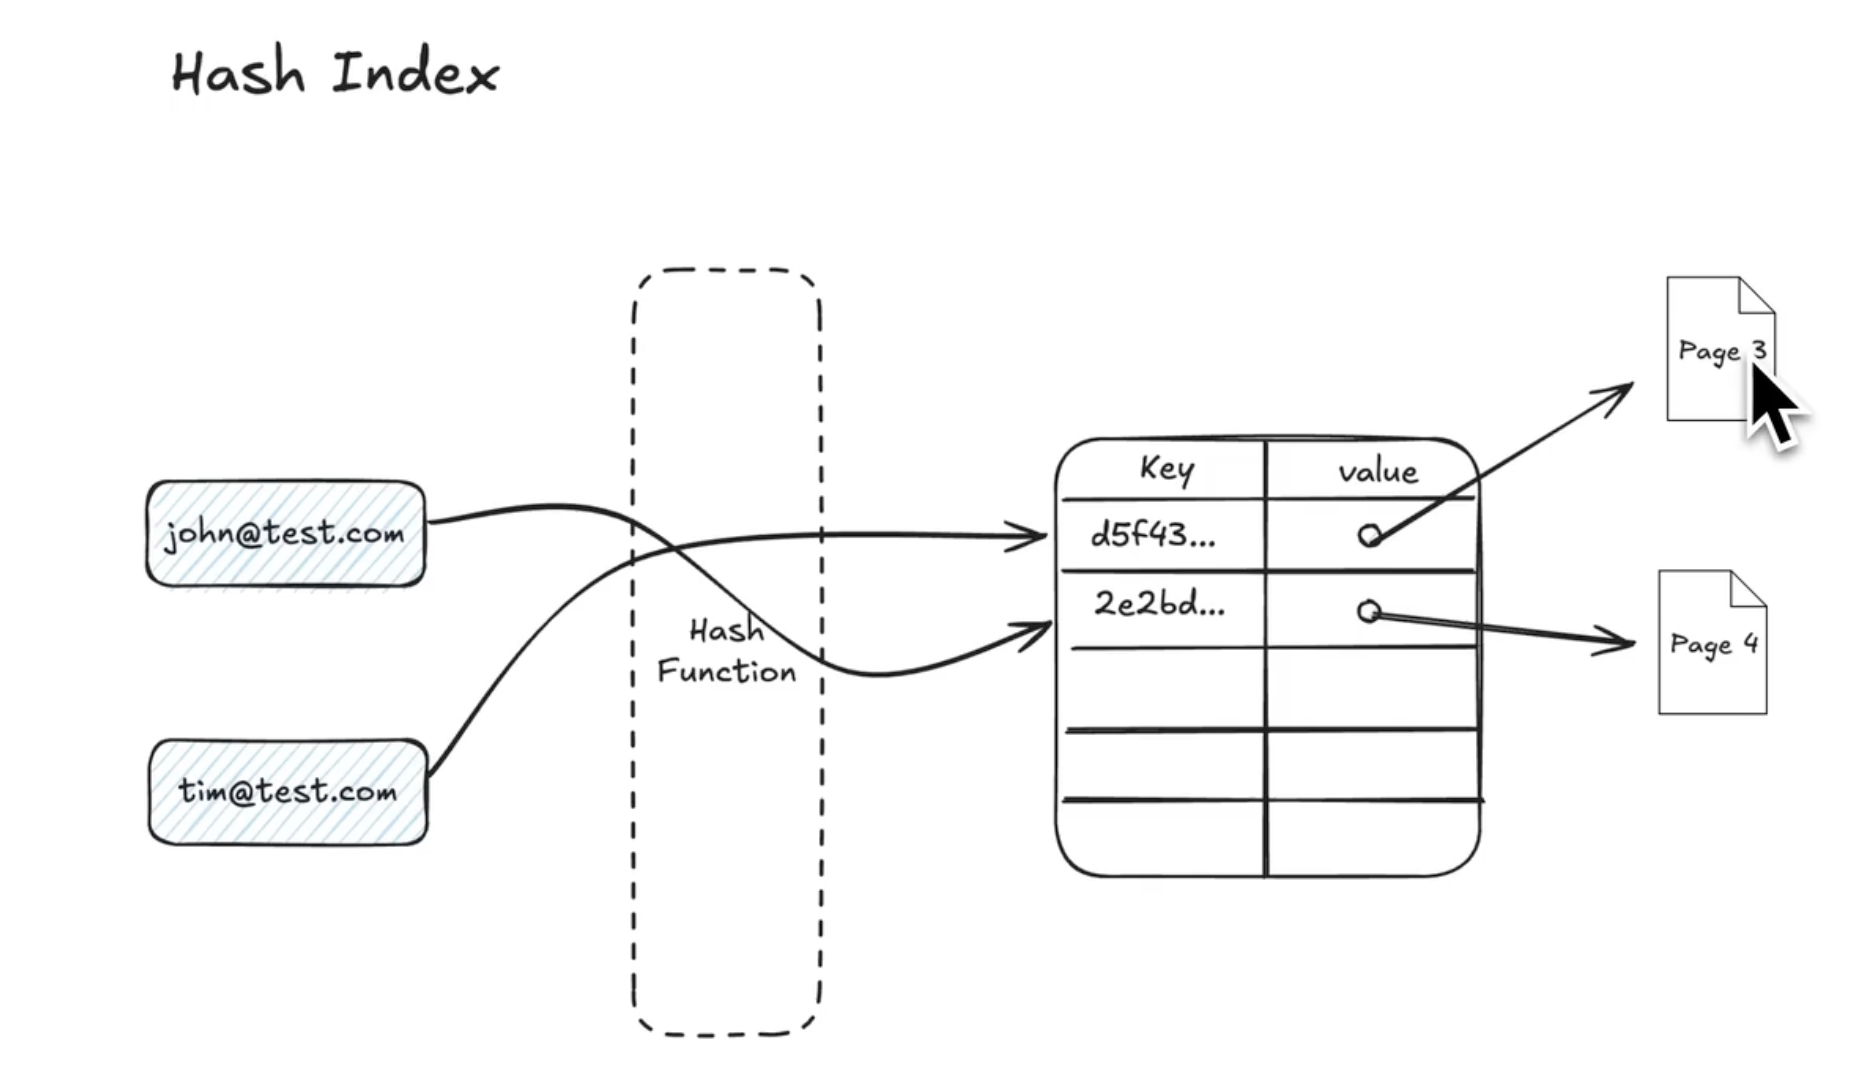 Hash Index
john@test.com
tim@test.com
Hash
Function
Key value
d5f43...
2e2bd...
Page 3
Page 4